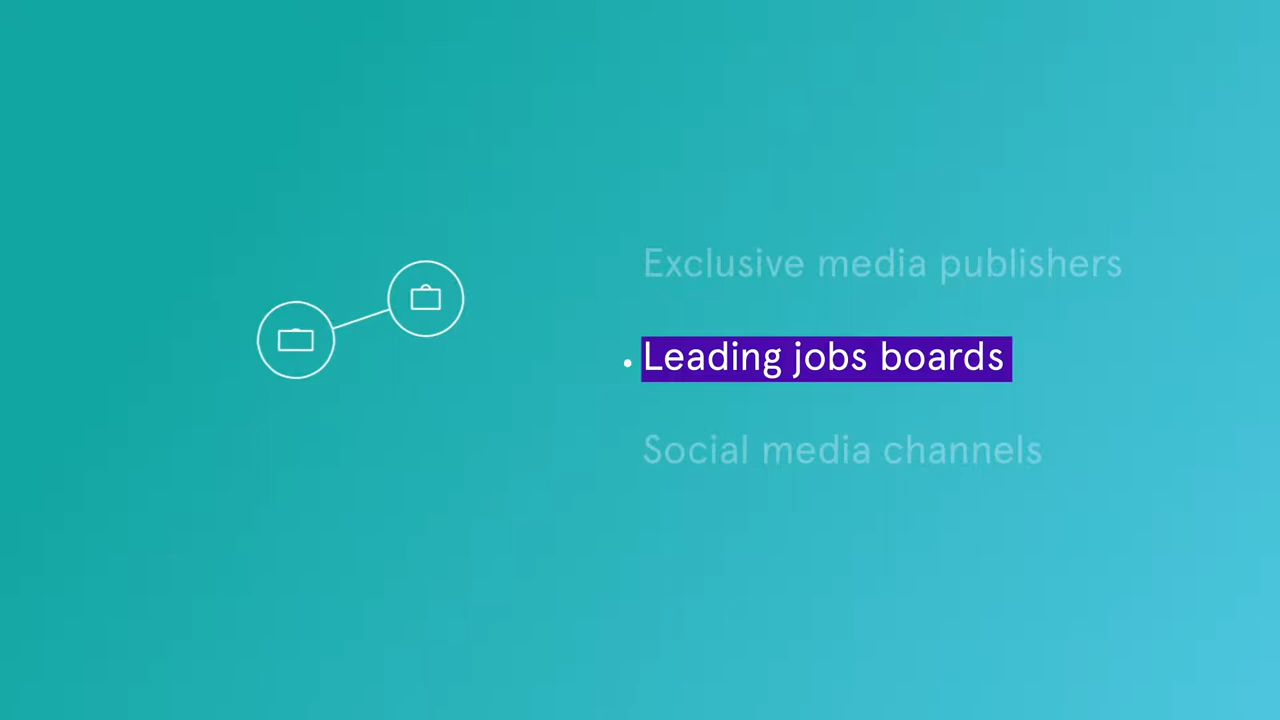 Exclusive media publishers
• Leading jobs boards
Social media channels